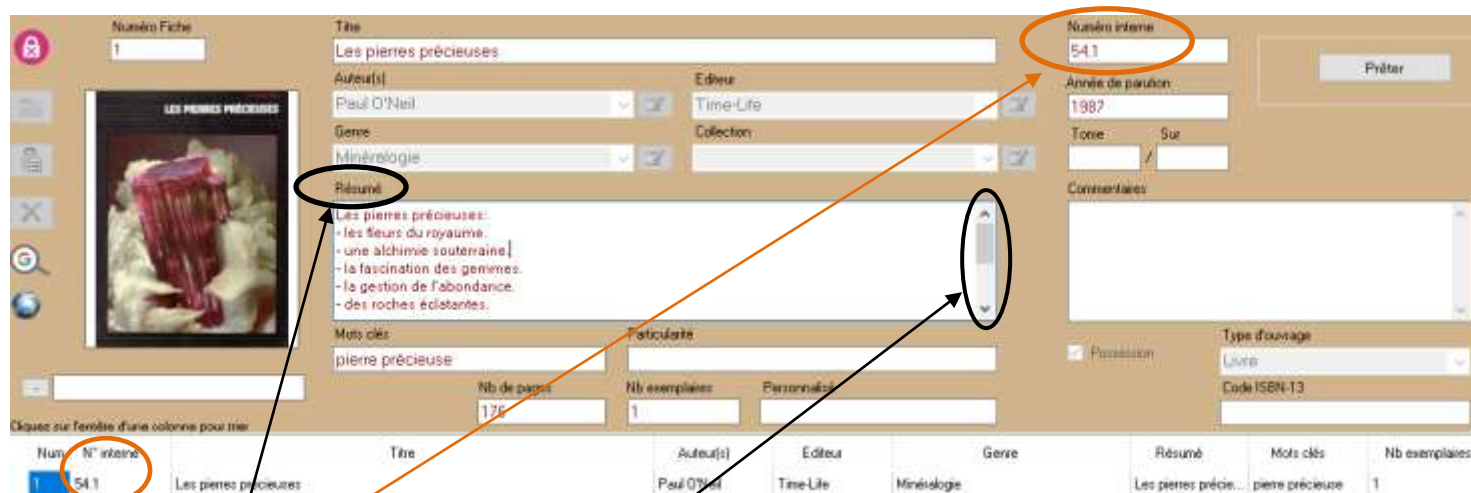 Numéro Fiche
1
Titre
Les pierres précieuses
Numéro interne
54.1
Prêter
Auteur(s)
Paul O'Neil
Editeur
Time-Life
Année de parution
1987
Genre
Minéralogie
Collection
Tome Sur
/
LES PIERRES PRÉCIEUSES
Résumé
Les pierres précieuses:
- les fleurs du royaume.
- une alchimie souterraine.
- la fascination des gemmes.
- la gestion de l'abondance.
- des roches éclatantes.
Commentaires
Mots clés
pierre précieuse
Particularité
Possession
Type d'ouvrage
Livre
Nb de pages
176
Nb exemplaires
1
Personnalisé
Code ISBN-13
Cliquez sur l'entête d'une colonne pour trier
Num N° interne Titre Auteur(s) Editeur Genre Résumé Mots clés Nb exemplaires
1 54.1 Les pierres précieuses Paul O'Neil Time-Life Minéralogie Les pierres précie... pierre précieuse 1